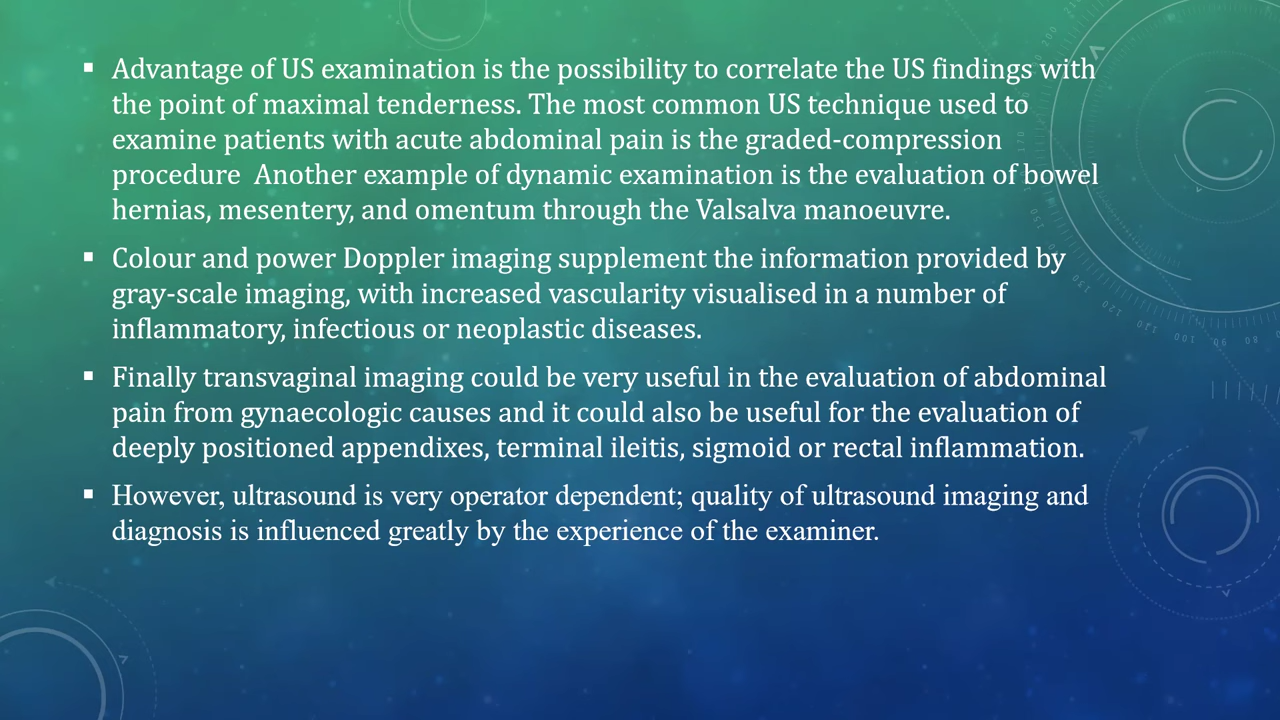 ▪ Advantage of US examination is the possibility to correlate the US findings with
the point of maximal tenderness. The most common US technique used to
examine patients with acute abdominal pain is the graded-compression
procedure  Another example of dynamic examination is the evaluation of bowel
hernias, mesentery, and omentum through the Valsalva manoeuvre.
▪ Colour and power Doppler imaging supplement the information provided by
gray-scale imaging, with increased vascularity visualised in a number of
inflammatory, infectious or neoplastic diseases.
▪ Finally transvaginal imaging could be very useful in the evaluation of abdominal
pain from gynaecologic causes and it could also be useful for the evaluation of
deeply positioned appendixes, terminal ileitis, sigmoid or rectal inflammation.
▪ However, ultrasound is very operator dependent; quality of ultrasound imaging and
diagnosis is influenced greatly by the experience of the examiner.